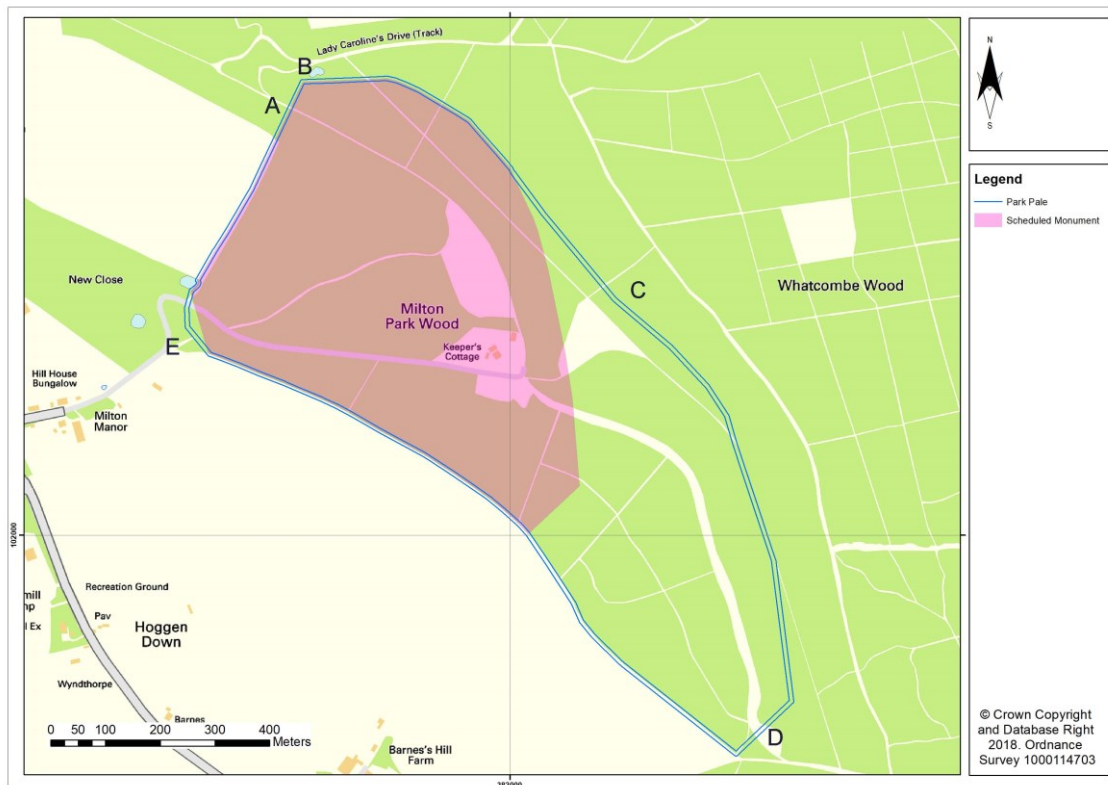 Lady Caroline's Drive (Track)
B
A
New Close
C
Whatcombe Wood
Milton
Park Wood
Keeper's
Cottage
E
Hill House
Bungalow
Milton
Manor
102000
Recreation Ground
mill
Pav
l Ex
Hoggen
Down
Wyndthorpe
Barnes
D
0 50 100 200 300 400
Meters
Barnes's Hill
Farm
N
S
Legend
Park Pale
Scheduled Monument
© Crown Copyright
and Database Right
2018. Ordnance
Survey 1000114703